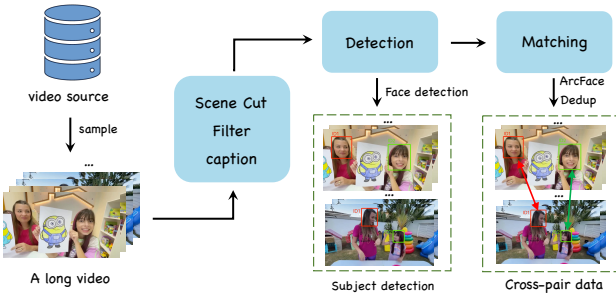 video source
sample
...
A long video
Scene Cut
Filter
caption
Detection
Face detection
...
...
Subject detection
Matching
ArcFace
Dedup
...
...
Cross-pair data